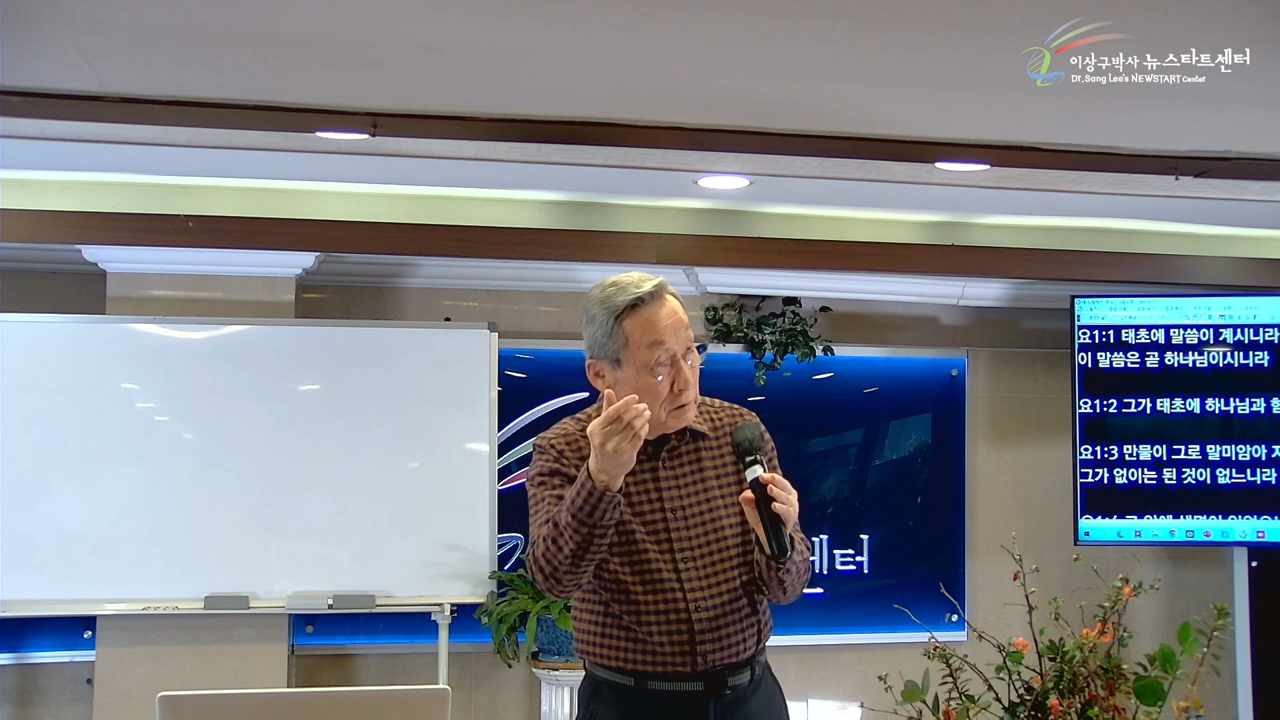 이상구박사 뉴스타트센터
Dr. Sang Lee's NEWSTART Center
요1:1 태초에 말씀이 계시니라
이 말씀은 곧 하나님이시니라
요1:2 그가 태초에 하나님과 함
요1:3 만물이 그로 말미암아 지
그가 없이는 된 것이 없느니라
센터